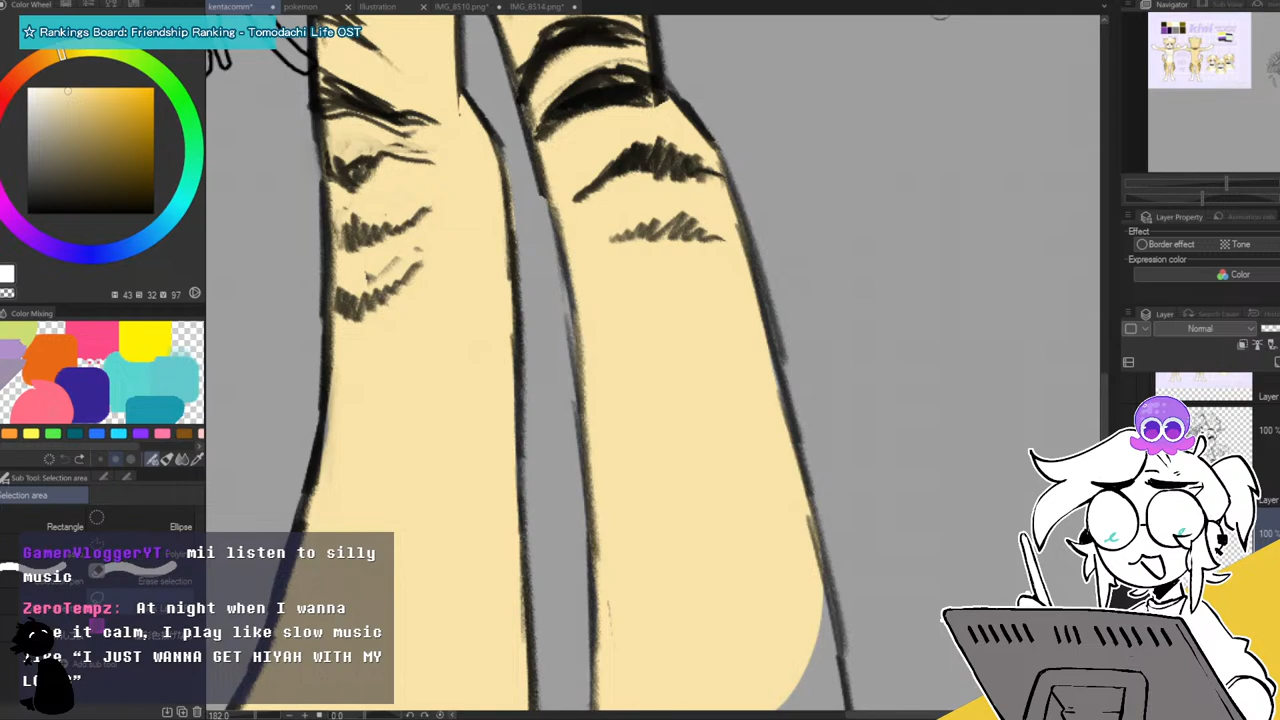 Color Wheel
kentacomm*
pokemon
Illustration
IMG_8510.png*
IMG_8514.png*
Navigator
☆ Rankings Board: Friendship Ranking - Tomodachi Life OST
43 32 97
Color Mixing
Sub Tool: Selection area
Selection area
Rectangle
Ellipse
Erase selection
GamerVloggerYT mii listen to silly
music
ZeroTempz: At night when I wanna
it calm, I play like slow music
"I JUST WANNA GET HIYAH WITH MY
182.0
0.0
Layer Property
Effect
Border effect
Tone
Expression color
Color
Layer
Search Layer
Normal
Layer
100 %
Layer
100 %